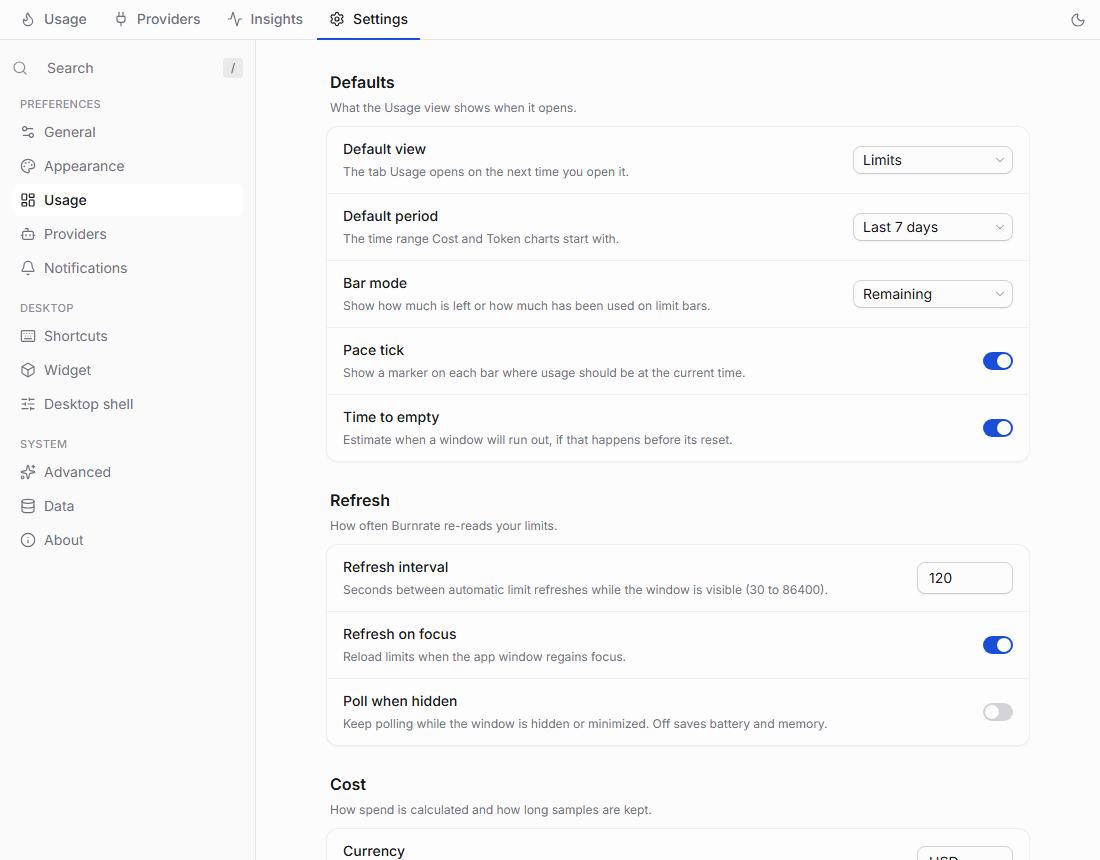 Usage Providers Insights Settings
Search /
PREFERENCES
General
Appearance
Usage
Providers
Notifications
DESKTOP
Shortcuts
Widget
Desktop shell
SYSTEM
Advanced
Data
About
Defaults
What the Usage view shows when it opens.
Default view
The tab Usage opens on the next time you open it.
Limits
Default period
The time range Cost and Token charts start with.
Last 7 days
Bar mode
Show how much is left or how much has been used on limit bars.
Remaining
Pace tick
Show a marker on each bar where usage should be at the current time.
Time to empty
Estimate when a window will run out, if that happens before its reset.
Refresh
How often Burnrate re-reads your limits.
Refresh interval
Seconds between automatic limit refreshes while the window is visible (30 to 86400).
120
Refresh on focus
Reload limits when the app window regains focus.
Poll when hidden
Keep polling while the window is hidden or minimized. Off saves battery and memory.
Cost
How spend is calculated and how long samples are kept.
Currency
USD